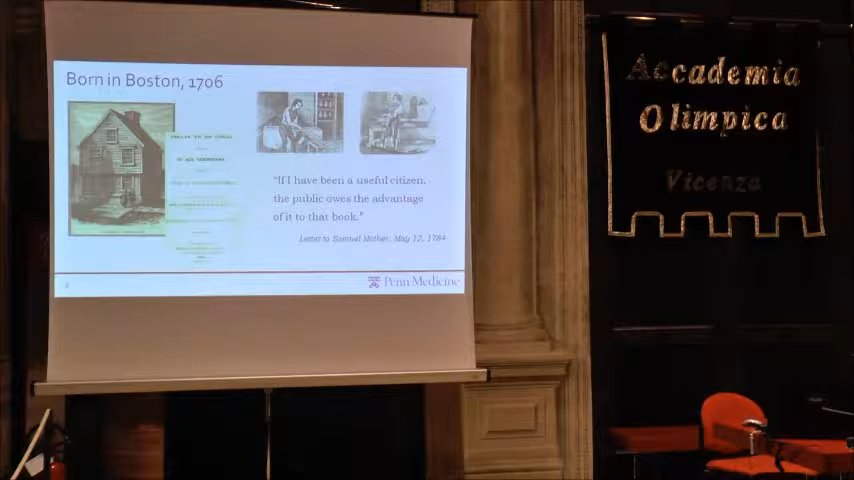 Born in Boston, 1706
"If I have been a useful citizen,
the public owes the advantage
of it to that book."
Letter to Samuel Mather, May 12, 1784
Penn Medicine
Accademia
Olimpica
Vicenza